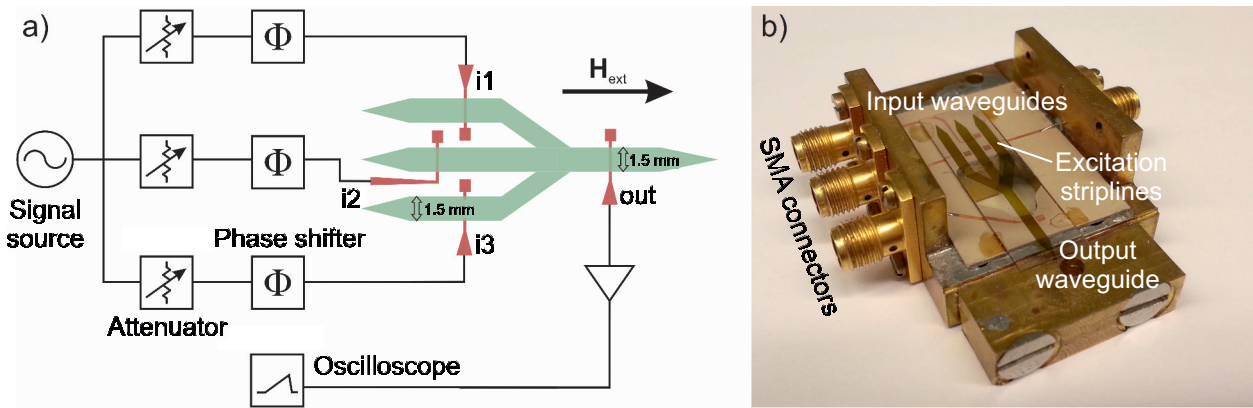 a)
Φ
i1
H ext
Signal
source
Φ
i2
1.5 mm
1.5 mm
out
Phase shifter
i3
Φ
Attenuator
Oscilloscope
b)
Input waveguides
SMA connectors
Excitation
striplines
Output
waveguide